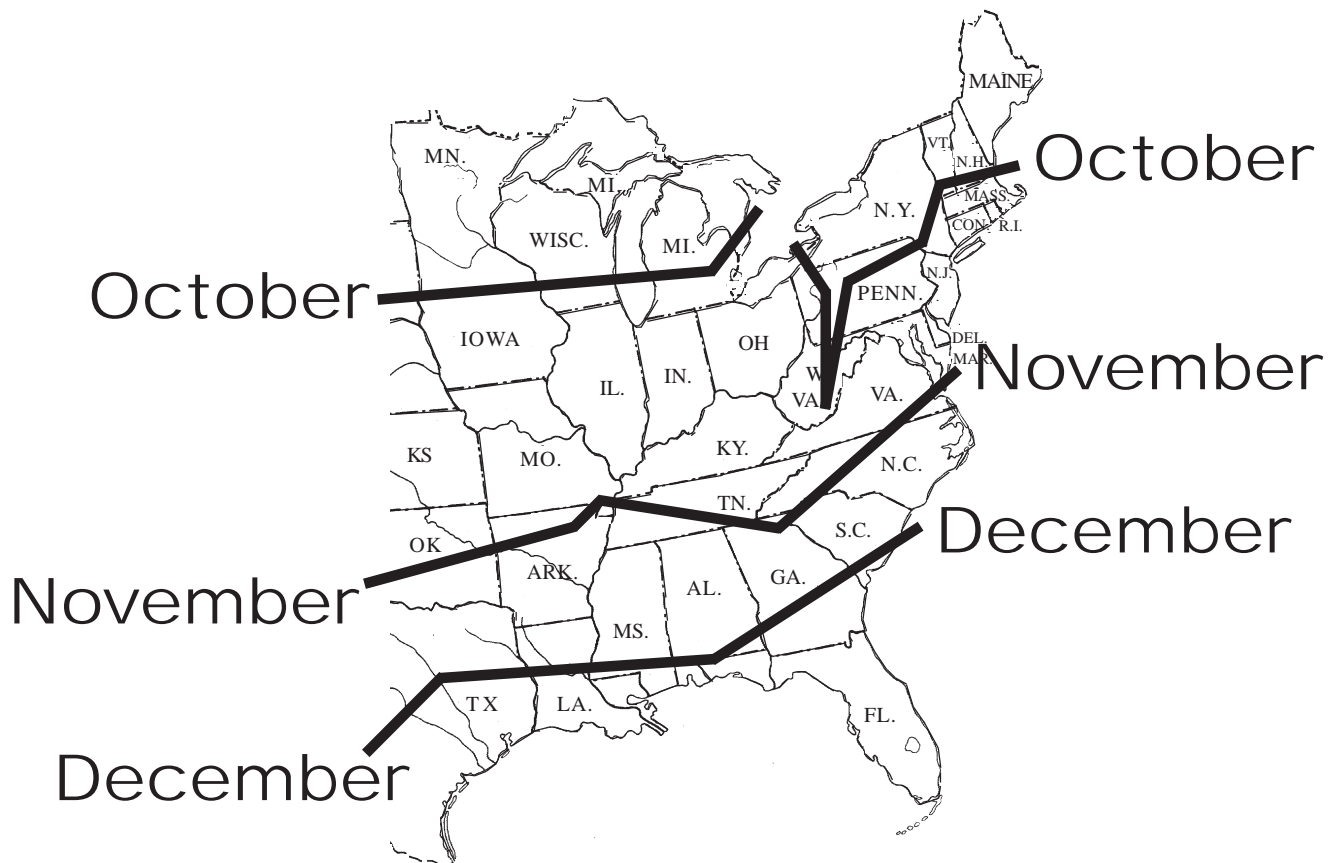 MAINE
MN.
VT.
N.H.
October
MI.
MASS.
N.Y.
CON.
R.I.
WISC.
MI.
October
N.J.
PENN.
IOWA
OH
DEL.
MAR.
November
IL.
IN.
W
VA.
VA.
KS
MO.
KY.
N.C.
TN.
S.C.
December
OK
ARK.
GA.
AL.
November
MS.
TX
LA.
FL.
December